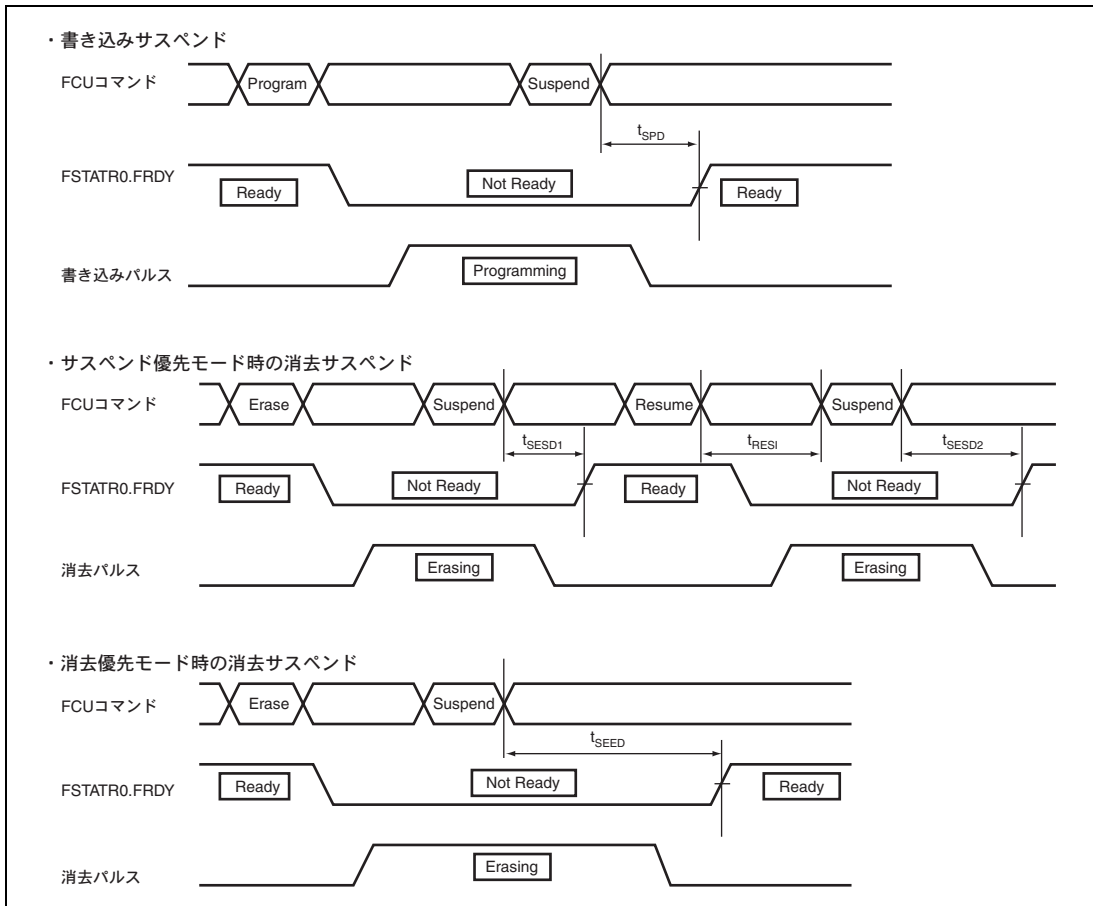 ・書き込みサスペンド
FCUコマンド Program Suspend
tSPD
FSTATR0.FRDY Ready Not Ready Ready
書き込みパルス Programming
・サスペンド優先モード時の消去サスペンド
FCUコマンド Erase Suspend Resume Suspend
tSESD1 tRESI tSESD2
FSTATR0.FRDY Ready Not Ready Ready Not Ready
消去パルス Erasing Erasing
・消去優先モード時の消去サスペンド
FCUコマンド Erase Suspend
tSEED
FSTATR0.FRDY Ready Not Ready Ready
消去パルス Erasing